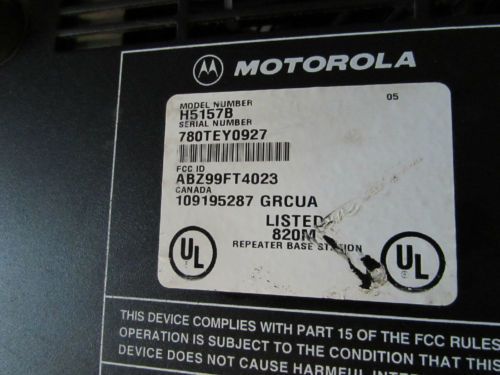 MOTOROLA
MODEL NUMBER 05
H5157B
SERIAL NUMBER
780TEY0927
FCC ID
ABZ99FT4023
CANADA
109195287 GRCUA
LISTED
820M
REPEATER BASE STATION
UL
UL
THIS DEVICE COMPLIES WITH PART 15 OF THE FCC RULES
OPERATION IS SUBJECT TO THE CONDITION THAT THIS
DEVICE DOES NOT CAUSE HARMFUL